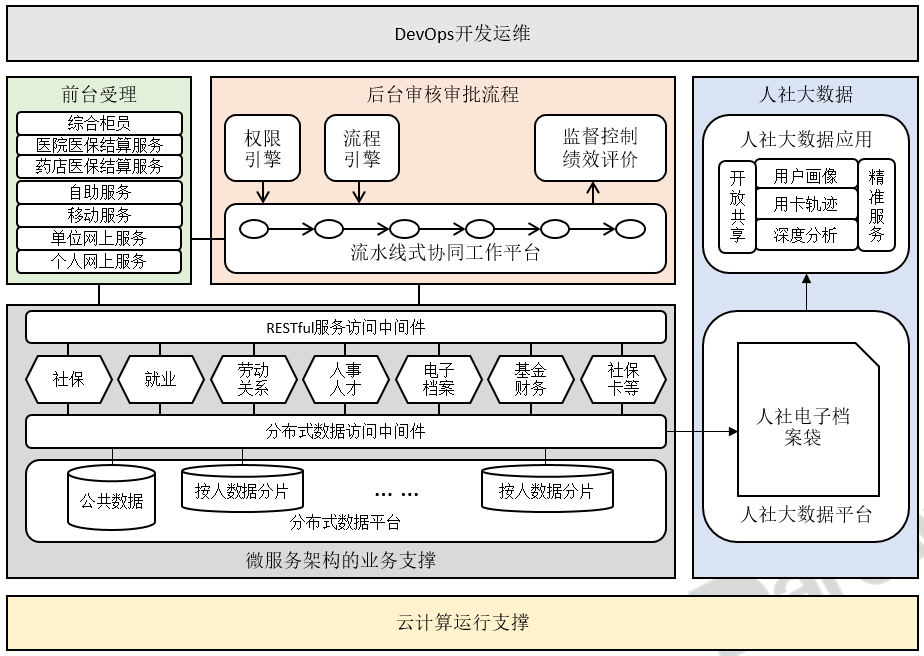 DevOps开发运维
前台受理
综合柜员
医院医保结算服务
药店医保结算服务
自助服务
移动服务
单位网上服务
个人网上服务
后台审核审批流程
权限
引擎
流程
引擎
监督控制
绩效评价
流水线式协同工作平台
人社大数据
人社大数据应用
开放共享
用户画像
用卡轨迹
深度分析
精准服务
RESTful服务访问中间件
社保
就业
劳动
关系
人事
人才
电子
档案
基金
财务
社保
卡等
分布式数据访问中间件
公共数据
按人数据分片
... ...
按人数据分片
分布式数据平台
微服务架构的业务支撑
人社电子档
案袋
人社大数据平台
云计算运行支撑